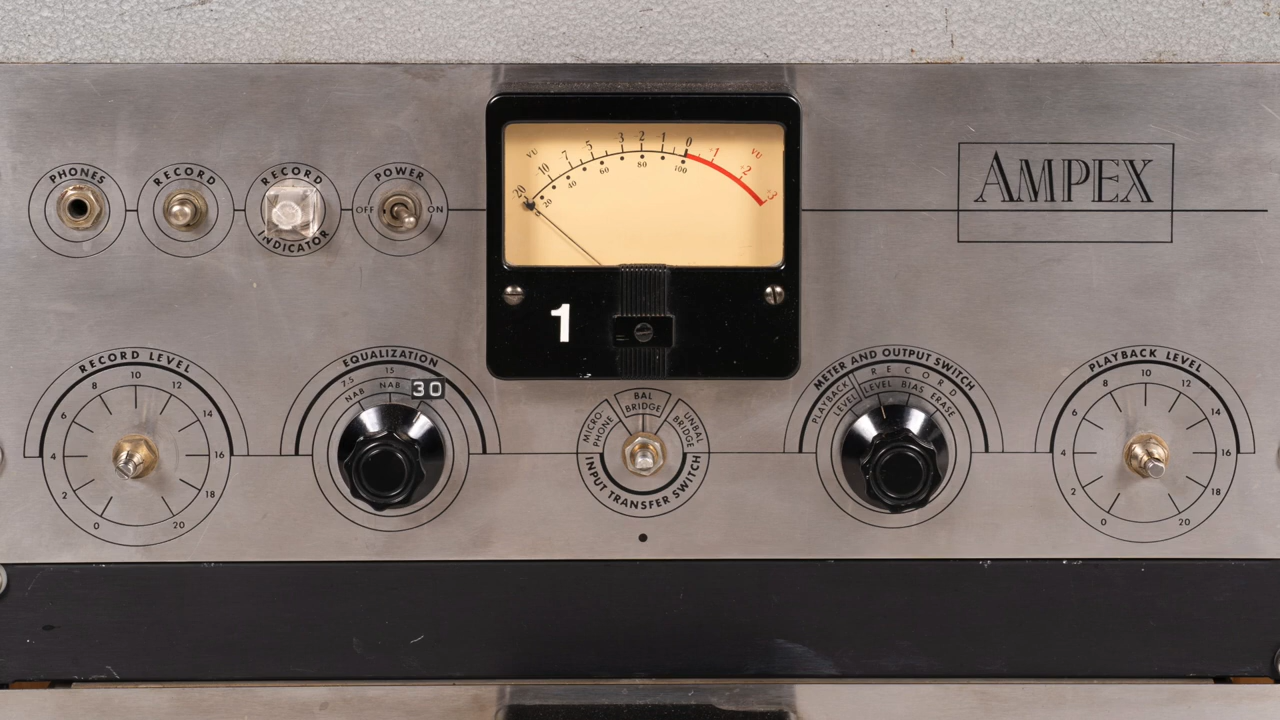 PHONES
RECORD
RECORD
INDICATOR
POWER
OFF
ON
VU
20 10 7 5 3 2 1 0 1 2 3
VU
0 20 40 60 80 100
1
AMPEX
RECORD LEVEL
0 2 4 6 8 10 12 14 16 18 20
EQUALIZATION
7.5 15 30
NAB NAB
INPUT TRANSFER SWITCH
MICRO-
PHONE
BAL
BRIDGE
UNBAL
BRIDGE
METER AND OUTPUT SWITCH
PLAYBACK
LEVEL
RECORD
LEVEL BIAS ERASE
PLAYBACK LEVEL
0 2 4 6 8 10 12 14 16 18 20